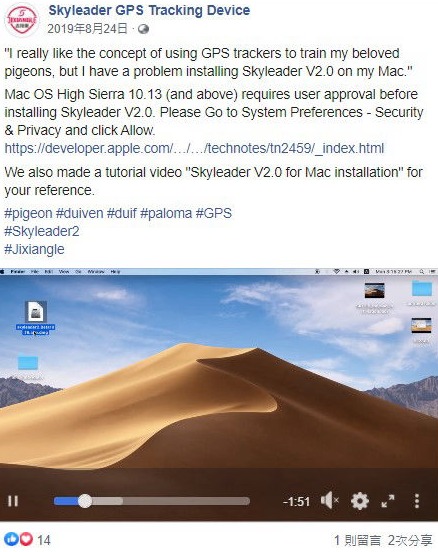 Skyleader GPS Tracking Device
2019年8月24日 ·
"I really like the concept of using GPS trackers to train my beloved
pigeons, but I have a problem installing Skyleader V2.0 on my Mac."
Mac OS High Sierra 10.13 (and above) requires user approval before
installing Skyleader V2.0. Please Go to System Preferences - Security
& Privacy and click Allow.
https://developer.apple.com/…/…/technotes/tn2459/_index.html
We also made a tutorial video "Skyleader V2.0 for Mac installation" for
your reference.
#pigeon #duiven #duif #paloma #GPS
#Skyleader2
#Jixiangle
Finder File Edit View Go Window Help
-1:51
14
1 則留言 2次分享